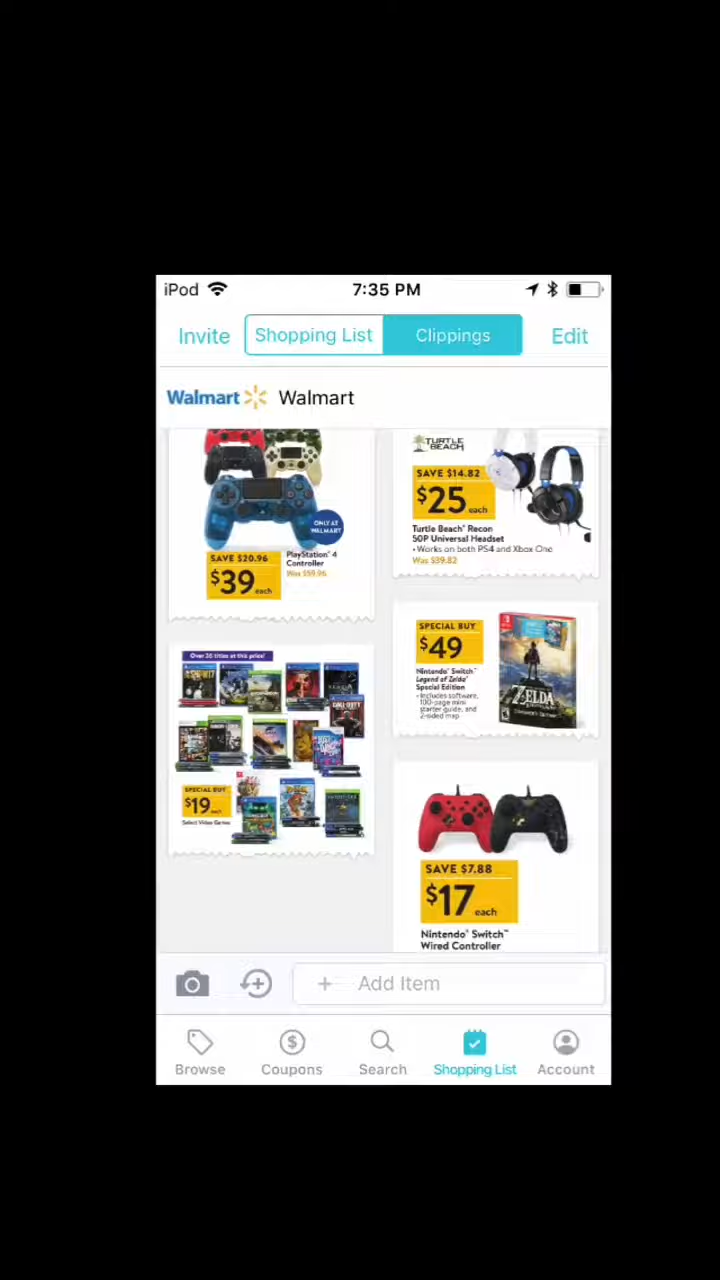 iPod
7:35 PM
Invite
Shopping List
Clippings
Edit
Walmart
Walmart
ONLY AT
WALMART
SAVE $20.96
$39 each
PlayStation®4
Controller
Was $59.96
TURTLE
BEACH
SAVE $14.82
$25 each
Turtle Beach® Recon
50P Universal Headset
• Works on both PS4 and Xbox One
Was $39.82
Over 35 titles at this price!
SPECIAL BUY
$19 each
Select Video Games
SPECIAL BUY
$49
Nintendo® Switch™
Legend of Zelda®
Special Edition
• Includes software,
100-page mini
starter guide, and
2-sided map
ZELDA
SAVE $7.88
$17 each
Nintendo® Switch™
Wired Controller
+ Add Item
Browse
Coupons
Search
Shopping List
Account